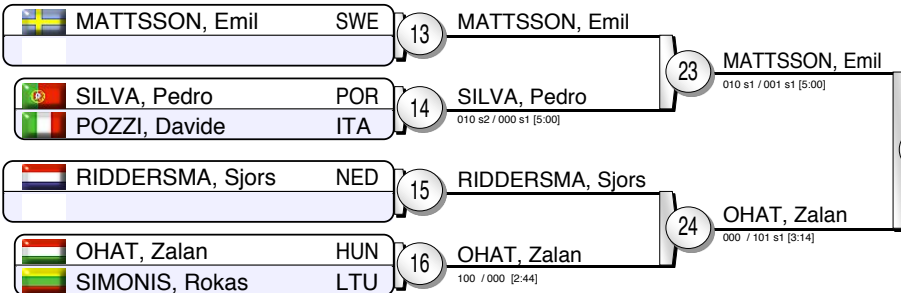 MATTSSON, Emil SWE
13
MATTSSON, Emil
SILVA, Pedro POR
POZZI, Davide ITA
14
SILVA, Pedro
010 s2 / 000 s1 [5:00]
23
MATTSSON, Emil
010 s1 / 001 s1 [5:00]
RIDDERSMA, Sjors NED
15
RIDDERSMA, Sjors
OHAT, Zalan HUN
SIMONIS, Rokas LTU
16
OHAT, Zalan
100 / 000 [2:44]
24
OHAT, Zalan
000 / 101 s1 [3:14]